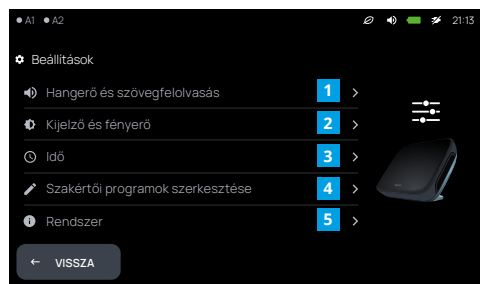 A1 A2 21:13
Beállítások
Hangerő és szövegfelolvasás 1
Kijelző és fényerő 2
Idő 3
Szakértői programok szerkesztése 4
Rendszer 5
← VISSZA